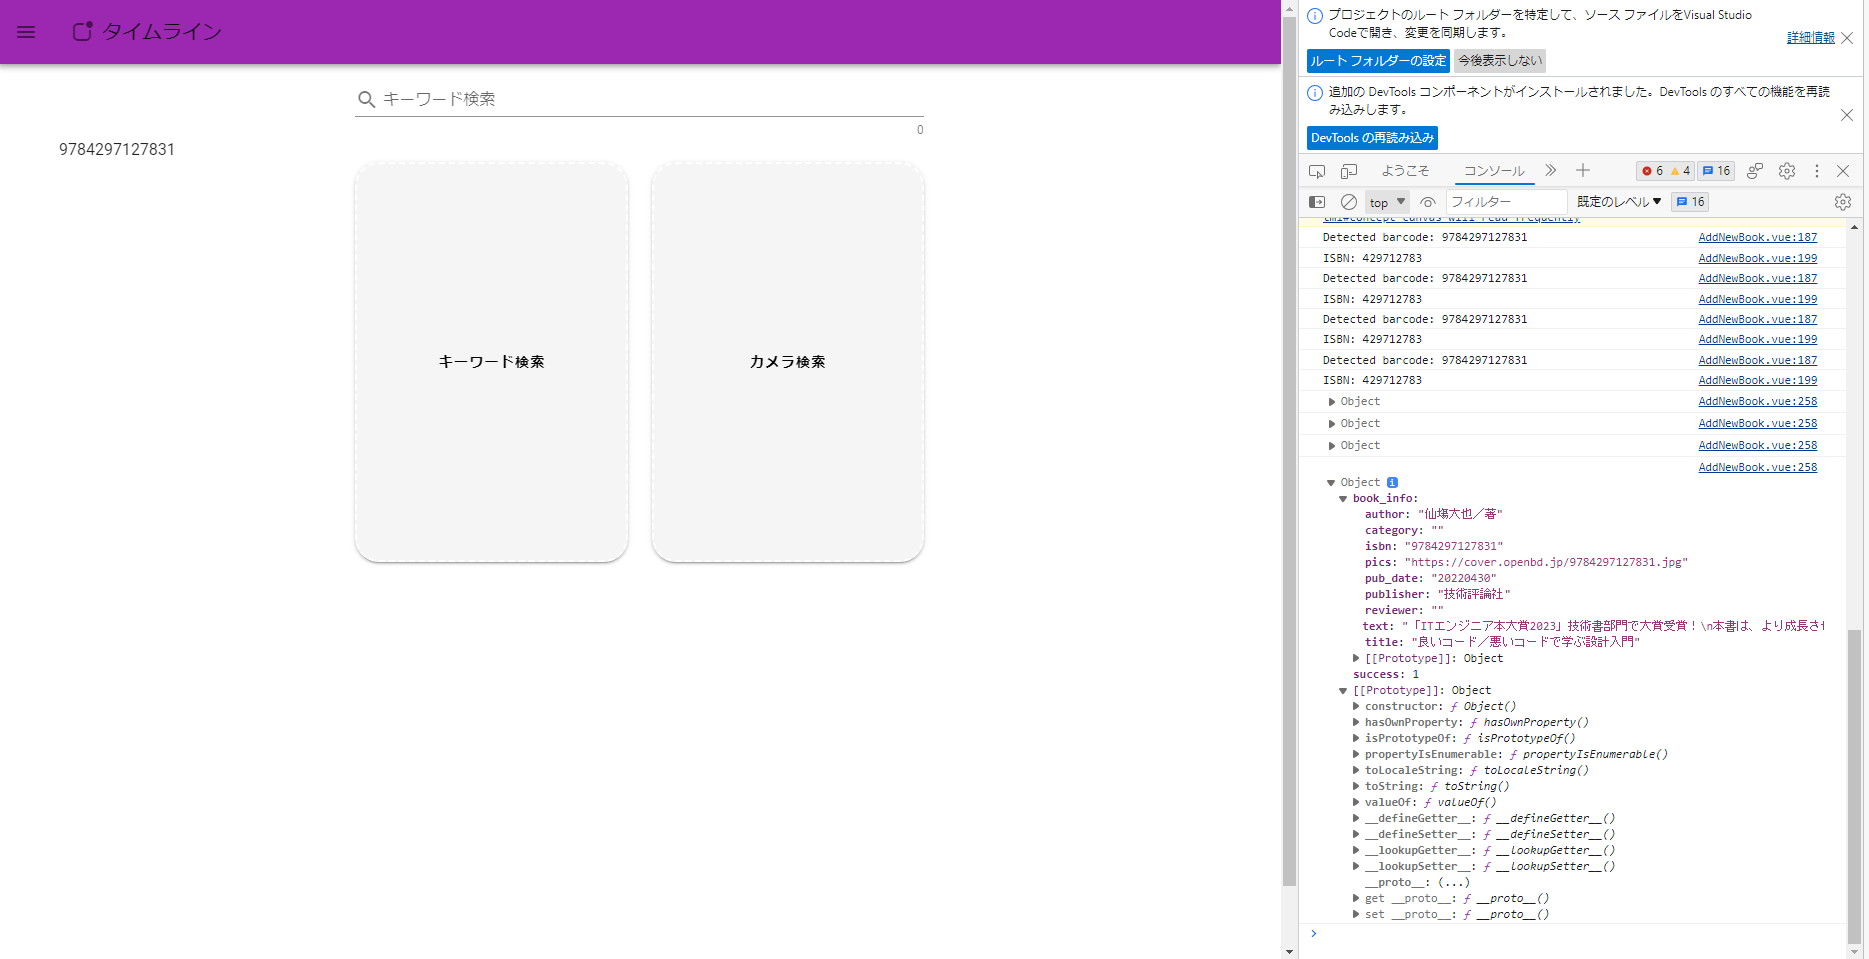 タイムライン
キーワード検索
0
9784297127831
キーワード検索
カメラ検索
プロジェクトのルート フォルダーを特定して、ソース ファイルをVisual Studio
Codeで開き、変更を同期します。
詳細情報
ルート フォルダーの設定
今後表示しない
追加の DevTools コンポーネントがインストールされました。DevTools のすべての機能を再読
み込みします。
DevTools の再読み込み
ようこそ
コンソール
6
4
16
top
フィルター
既定のレベル
16
tml#concept-canvas-will-read-frequently
Detected barcode: 9784297127831 AddNewBook.vue:187
ISBN: 429712783 AddNewBook.vue:199
Detected barcode: 9784297127831 AddNewBook.vue:187
ISBN: 429712783 AddNewBook.vue:199
Detected barcode: 9784297127831 AddNewBook.vue:187
ISBN: 429712783 AddNewBook.vue:199
Detected barcode: 9784297127831 AddNewBook.vue:187
ISBN: 429712783 AddNewBook.vue:199
Object AddNewBook.vue:258
Object AddNewBook.vue:258
Object AddNewBook.vue:258
AddNewBook.vue:258
Object
book_info:
author: "仙塲大也／著"
category: ""
isbn: "9784297127831"
pics: "https://cover.openbd.jp/9784297127831.jpg"
pub_date: "20220430"
publisher: "技術評論社"
reviewer: ""
text: "「ITエンジニア本大賞2023」技術書部門で大賞受賞！\n本書は、より成長させ
title: "良いコード／悪いコードで学ぶ設計入門"
[[Prototype]]: Object
success: 1
[[Prototype]]: Object
constructor: ƒ Object()
hasOwnProperty: ƒ hasOwnProperty()
isPrototypeOf: ƒ isPrototypeOf()
propertyIsEnumerable: ƒ propertyIsEnumerable()
toLocaleString: ƒ toLocaleString()
toString: ƒ toString()
valueOf: ƒ valueOf()
__defineGetter__: ƒ __defineGetter__()
__defineSetter__: ƒ __defineSetter__()
__lookupGetter__: ƒ __lookupGetter__()
__lookupSetter__: ƒ __lookupSetter__()
__proto__: (...)
get __proto__: ƒ __proto__()
set __proto__: ƒ __proto__()